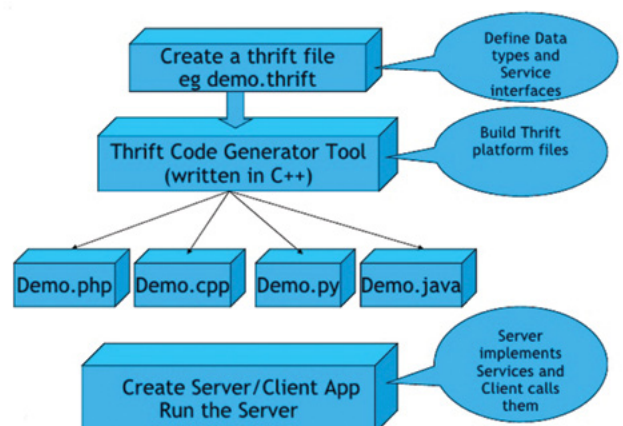 Create a thrift file
eg demo.thrift
Define Data
types and
Service
interfaces
Thrift Code Generator Tool
(written in C++)
Build Thrift
platform files
Demo.php
Demo.cpp
Demo.py
Demo.java
Create Server/Client App
Run the Server
Server
implements
Services and
Client calls
them